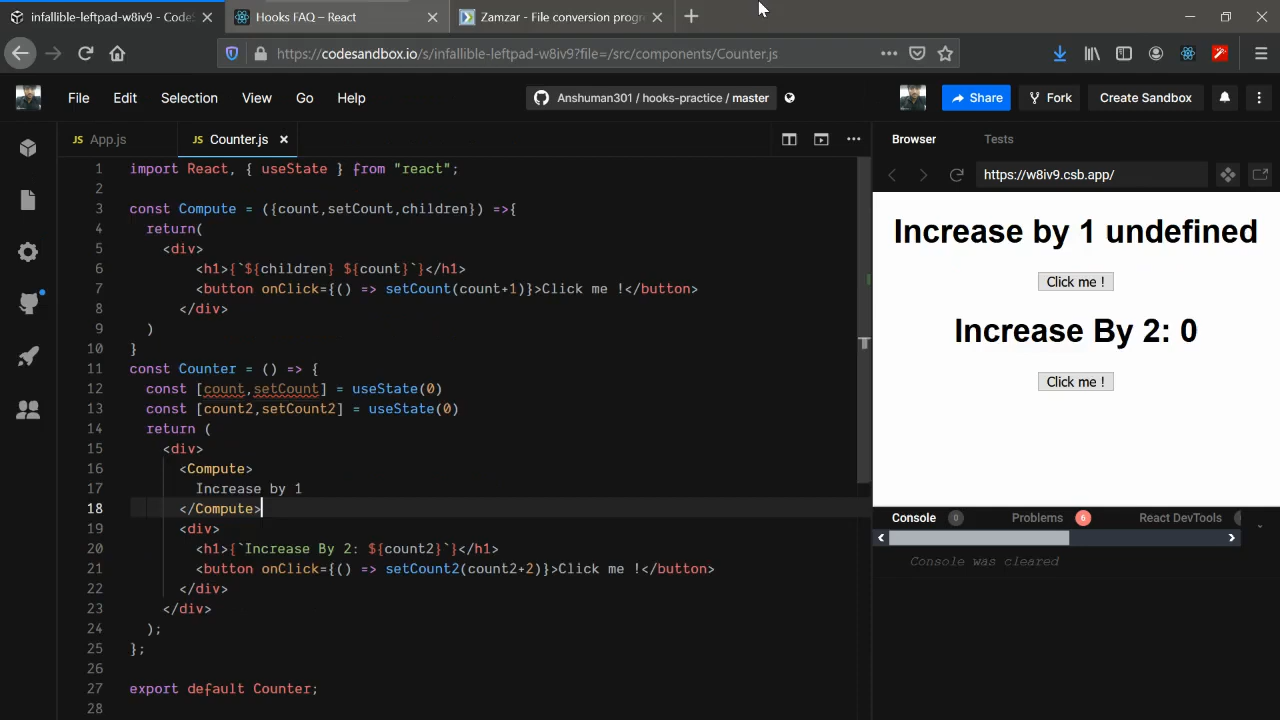 infallible-leftpad-w8iv9 - CodeS
Hooks FAQ – React
Zamzar - File conversion progre
https://codesandbox.io/s/infallible-leftpad-w8iv9?file=/src/components/Counter.js
File Edit Selection View Go Help
Anshuman301 / hooks-practice / master
Share
Fork
Create Sandbox
JS App.js
JS Counter.js
Browser
Tests
https://w8iv9.csb.app/
1 import React, { useState } from "react";
2
3 const Compute = ({count,setCount,children}) =>{
4 return(
5 <div>
6 <h1>{`${children} ${count}`}</h1>
7 <button onClick={() => setCount(count+1)}>Click me !</button>
8 </div>
9 )
10 }
11 const Counter = () => {
12 const [count,setCount] = useState(0)
13 const [count2,setCount2] = useState(0)
14 return (
15 <div>
16 <Compute>
17 Increase by 1
18 </Compute>
19 <div>
20 <h1>{`Increase By 2: ${count2}`}</h1>
21 <button onClick={() => setCount2(count2+2)}>Click me !</button>
22 </div>
23 </div>
24 );
25 };
26
27 export default Counter;
28
Increase by 1 undefined
Click me !
Increase By 2: 0
Click me !
Console 0
Problems 6
React DevTools
Console was cleared